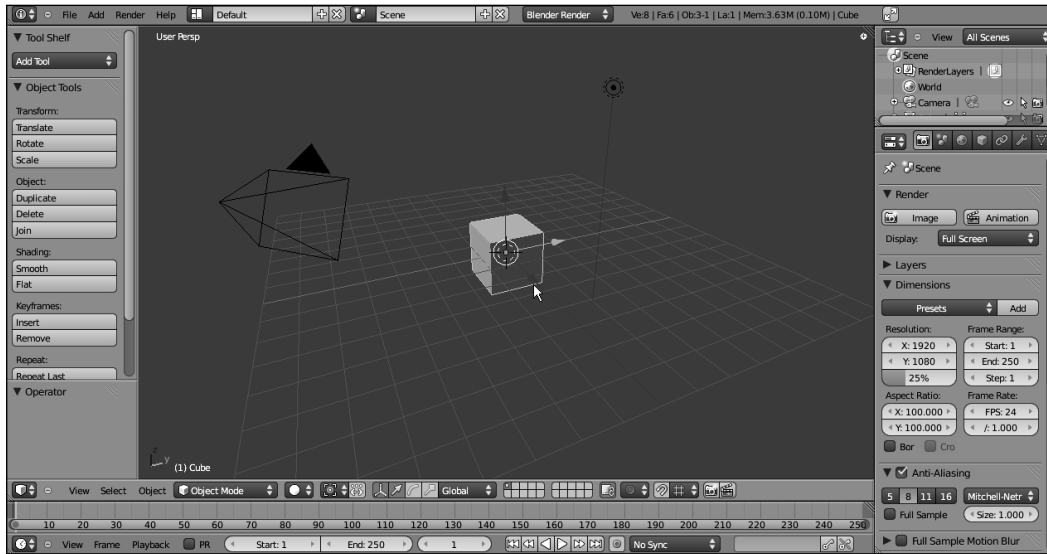 File Add Render Help Default Scene Blender Render Ve:8 | Fa:6 | Ob:3-1 | La:1 | Mem:3.63M (0.10M) | Cube
Tool Shelf
Add Tool
Object Tools
Transform:
Translate
Rotate
Scale
Object:
Duplicate
Delete
Join
Shading:
Smooth
Flat
Keyframes:
Insert
Remove
Repeat:
Repeat Last
Operator
User Persp
z
y
(1) Cube
View Select Object Object Mode Global
10 20 30 40 50 60 70 80 90 100 110 120 130 140 150 160 170 180 190 200 210 220 230 240 250
View Frame Playback PR Start: 1 End: 250 1 No Sync
View All Scenes
Scene
RenderLayers |
World
Camera |
Scene
Render
Image Animation
Display: Full Screen
Layers
Dimensions
Presets Add
Resolution: Frame Range:
X: 1920 Start: 1
Y: 1080 End: 250
25% Step: 1
Aspect Ratio: Frame Rate:
X: 100.000 FPS: 24
Y: 100.000 /: 1.000
Bor Cro
Anti-Aliasing
5 8 11 16 Mitchell-Netr
Full Sample Size: 1.000
Full Sample Motion Blur